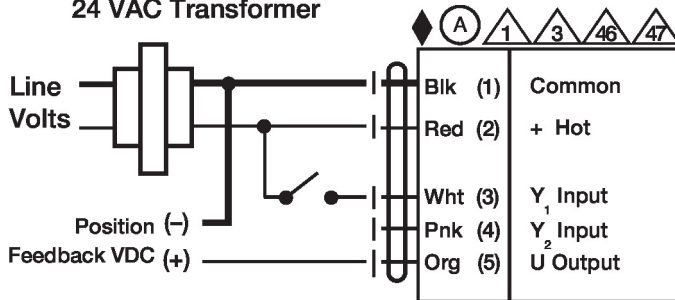 24 VAC Transformer
A 1 3 46 47
Line Volts
Blk (1) Common
Red (2) + Hot
Wht (3) Y1 Input
Position (–)
Pnk (4) Y2 Input
Feedback VDC (+)
Org (5) U Output